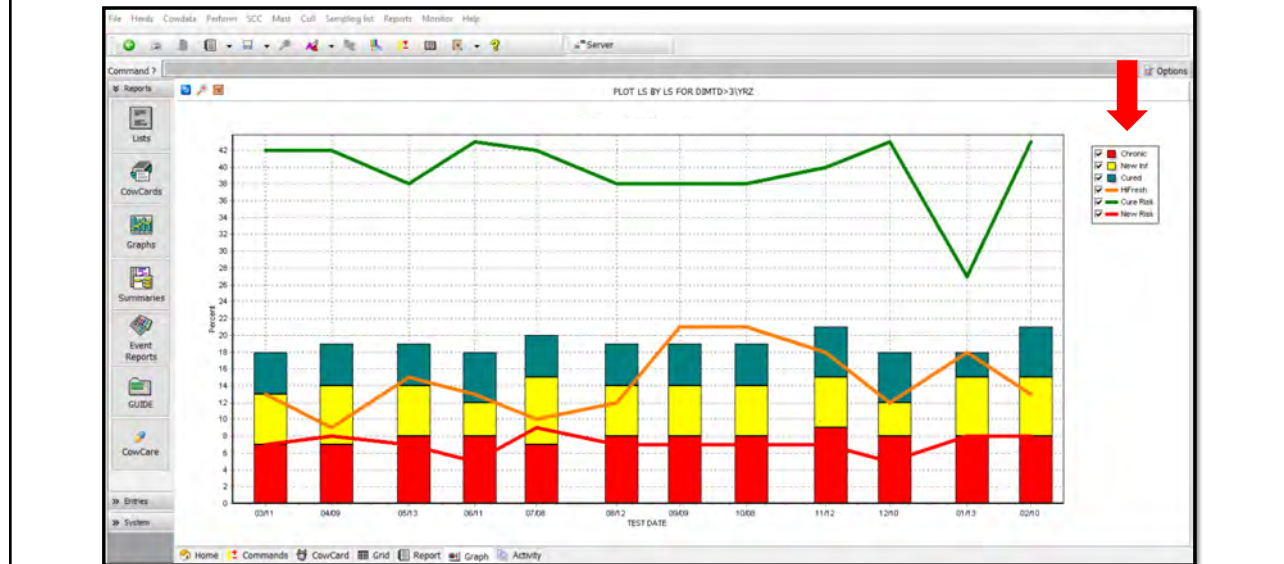 File Herds Cowdata Perform SCC Mast Cull Sampling list Reports Monitor Help
Server
Command ?
Options
Reports
PLOT LS BY LS FOR DIMTD>3\YRZ
Lists
CowCards
Graphs
Summaries
Event
Reports
GUIDE
CowCare
Entries
System
Percent
42
40
38
36
34
32
30
28
26
24
22
20
18
16
14
12
10
8
6
4
2
0
03/11 04/09 05/13 06/11 07/08 08/12 09/09 10/08 11/12 12/10 01/13 02/10
TEST DATE
Chronic
New Inf
Cured
HiFresh
Cure Risk
New Risk
Home Commands CowCard Grid Report Graph Activity